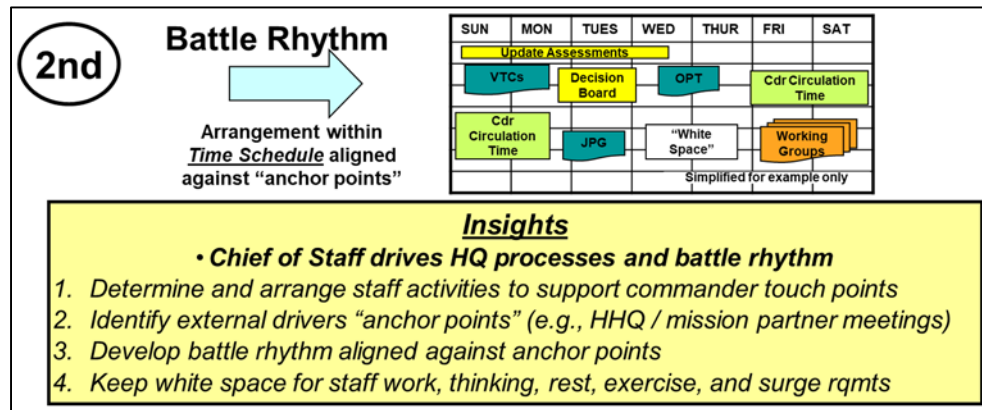 2nd
Battle Rhythm
Arrangement within
Time Schedule aligned
against “anchor points”
SUN MON TUES WED THUR FRI SAT
Update Assessments
VTCs
Decision
Board
OPT
Cdr Circulation
Time
Cdr
Circulation
Time
JPG
“White
Space”
Working
Groups
Simplified for example only
Insights
• Chief of Staff drives HQ processes and battle rhythm
1. Determine and arrange staff activities to support commander touch points
2. Identify external drivers “anchor points” (e.g., HHQ / mission partner meetings)
3. Develop battle rhythm aligned against anchor points
4. Keep white space for staff work, thinking, rest, exercise, and surge rqmts